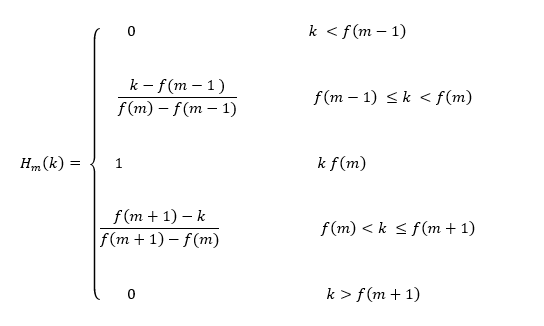 0 k < f(m − 1)
k − f(m − 1 )
f(m) − f(m − 1) f(m − 1) ≤ k < f(m)
H_m(k) = { 1 k f(m)
f(m + 1) − k
f(m + 1) − f(m) f(m) < k ≤ f(m + 1)
0 k > f(m + 1)